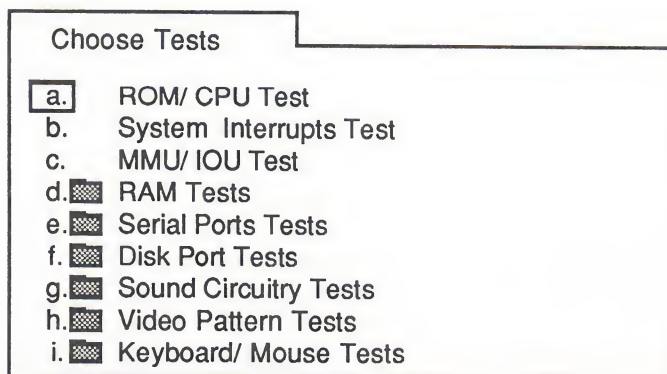 Choose Tests
a. ROM/ CPU Test
b. System Interrupts Test
c. MMU/ IOU Test
d. RAM Tests
e. Serial Ports Tests
f. Disk Port Tests
g. Sound Circuitry Tests
h. Video Pattern Tests
i. Keyboard/ Mouse Tests